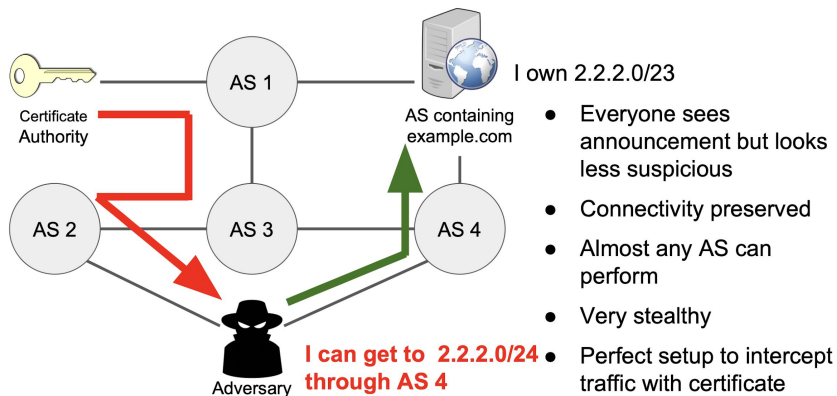 AS 1
I own 2.2.2.0/23
Certificate
Authority
AS containing
example.com
● Everyone sees
announcement but looks
less suspicious
● Connectivity preserved
● Almost any AS can
perform
● Very stealthy
● Perfect setup to intercept
traffic with certificate
AS 2
AS 3
AS 4
I can get to 2.2.2.0/24
through AS 4
Adversary